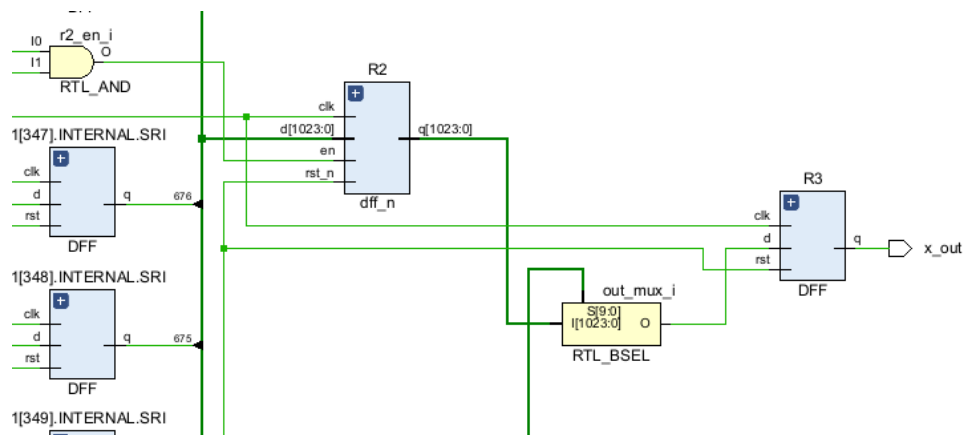 r2_en_i
I0
O
I1
RTL_AND
R2
clk
d[1023:0]
q[1023:0]
en
rst_n
dff_n
1[347].INTERNAL.SRI
clk
d
q
676
rst
DFF
R3
clk
d
q
x_out
rst
DFF
1[348].INTERNAL.SRI
clk
d
q
675
rst
DFF
out_mux_i
S[9:0]
I[1023:0]
O
RTL_BSEL
1[349].INTERNAL.SRI